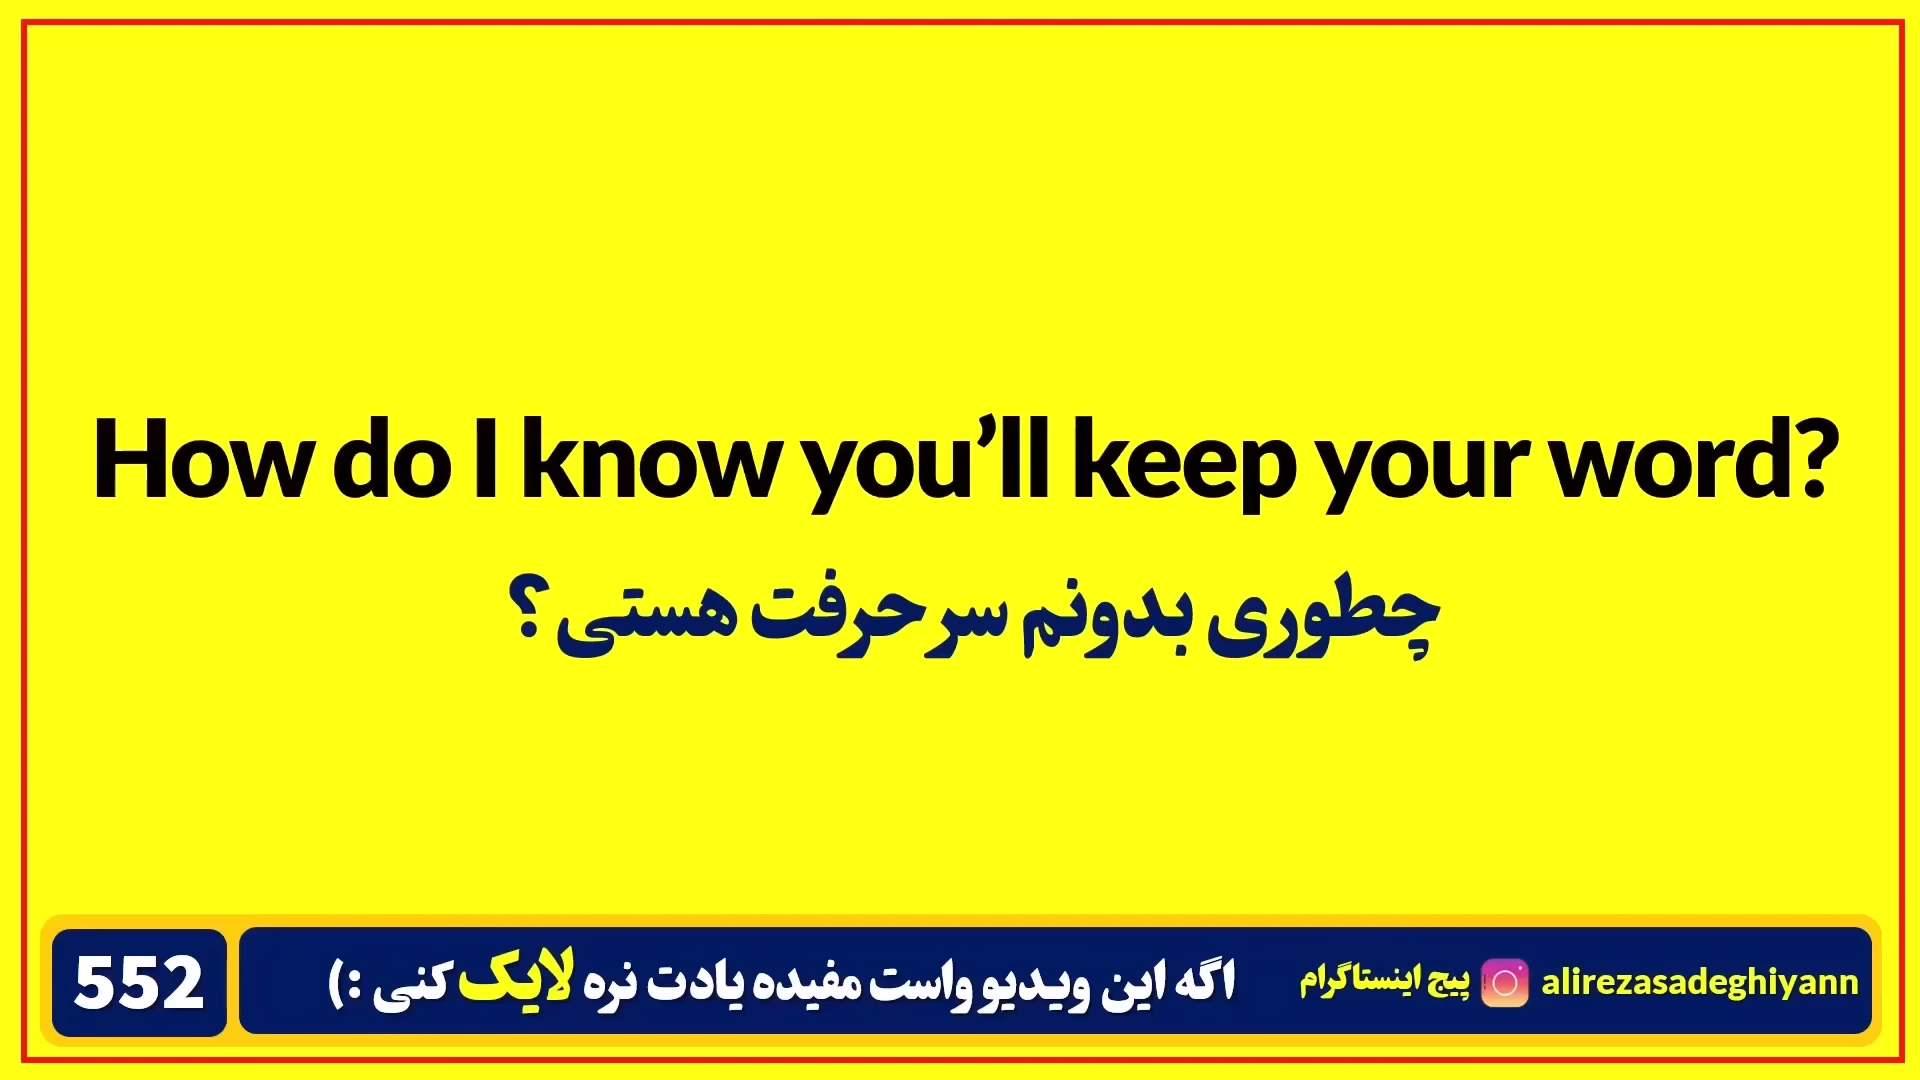 How do I know you’ll keep your word?
چطوری بدونم سر حرفت هستی ؟
552
اگه این ویدیو واست مفیده یادت نره لایک کنی :)
پیج اینستاگرام
alirezasadeghiyann